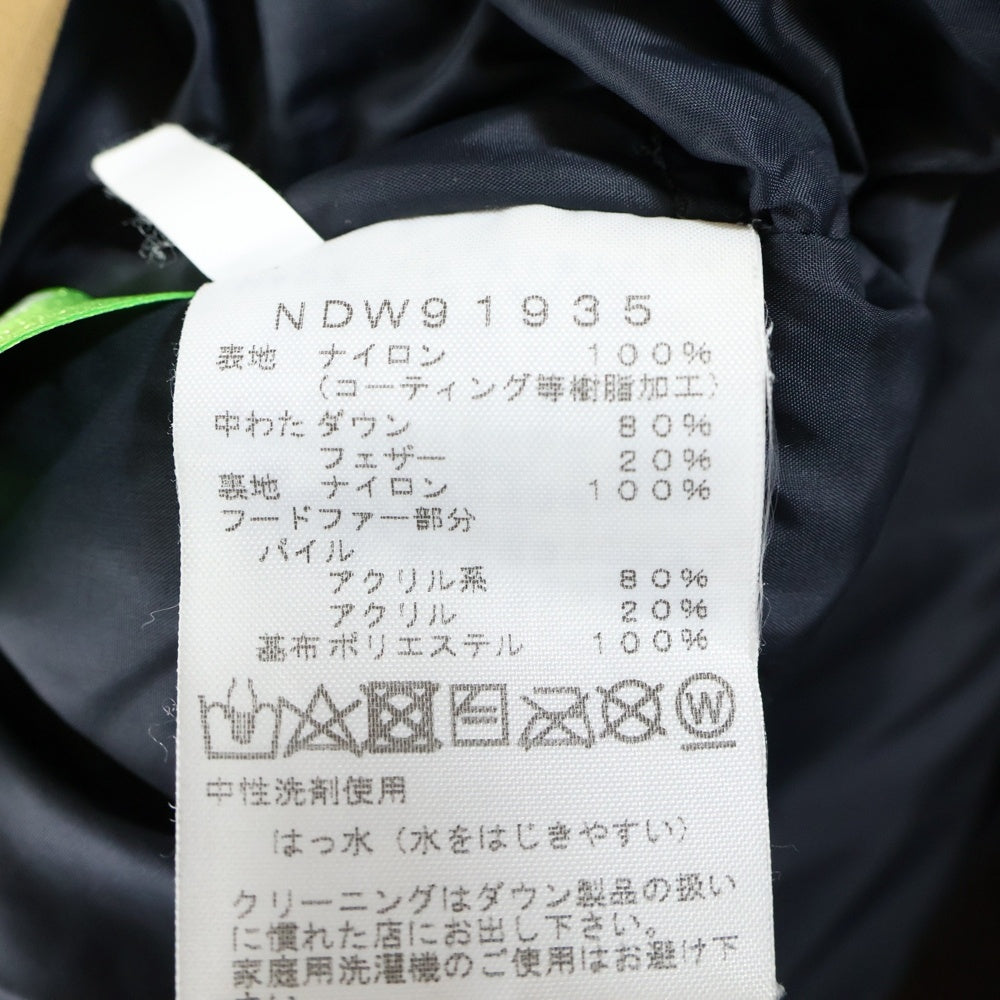 NDW91935
表地 ナイロン 100%
(コーティング等樹脂加工)
中わた ダウン 80%
フェザー 20%
裏地 ナイロン 100%
フードファー部分
パイル
アクリル系 80%
アクリル 20%
基布 ポリエステル 100%
W
中性洗剤使用
はっ水(水をはじきやすい)
クリーニングはダウン製品の扱い
に慣れた店にお出し下さい。
家庭用洗濯機のご使用はお避け下
さい